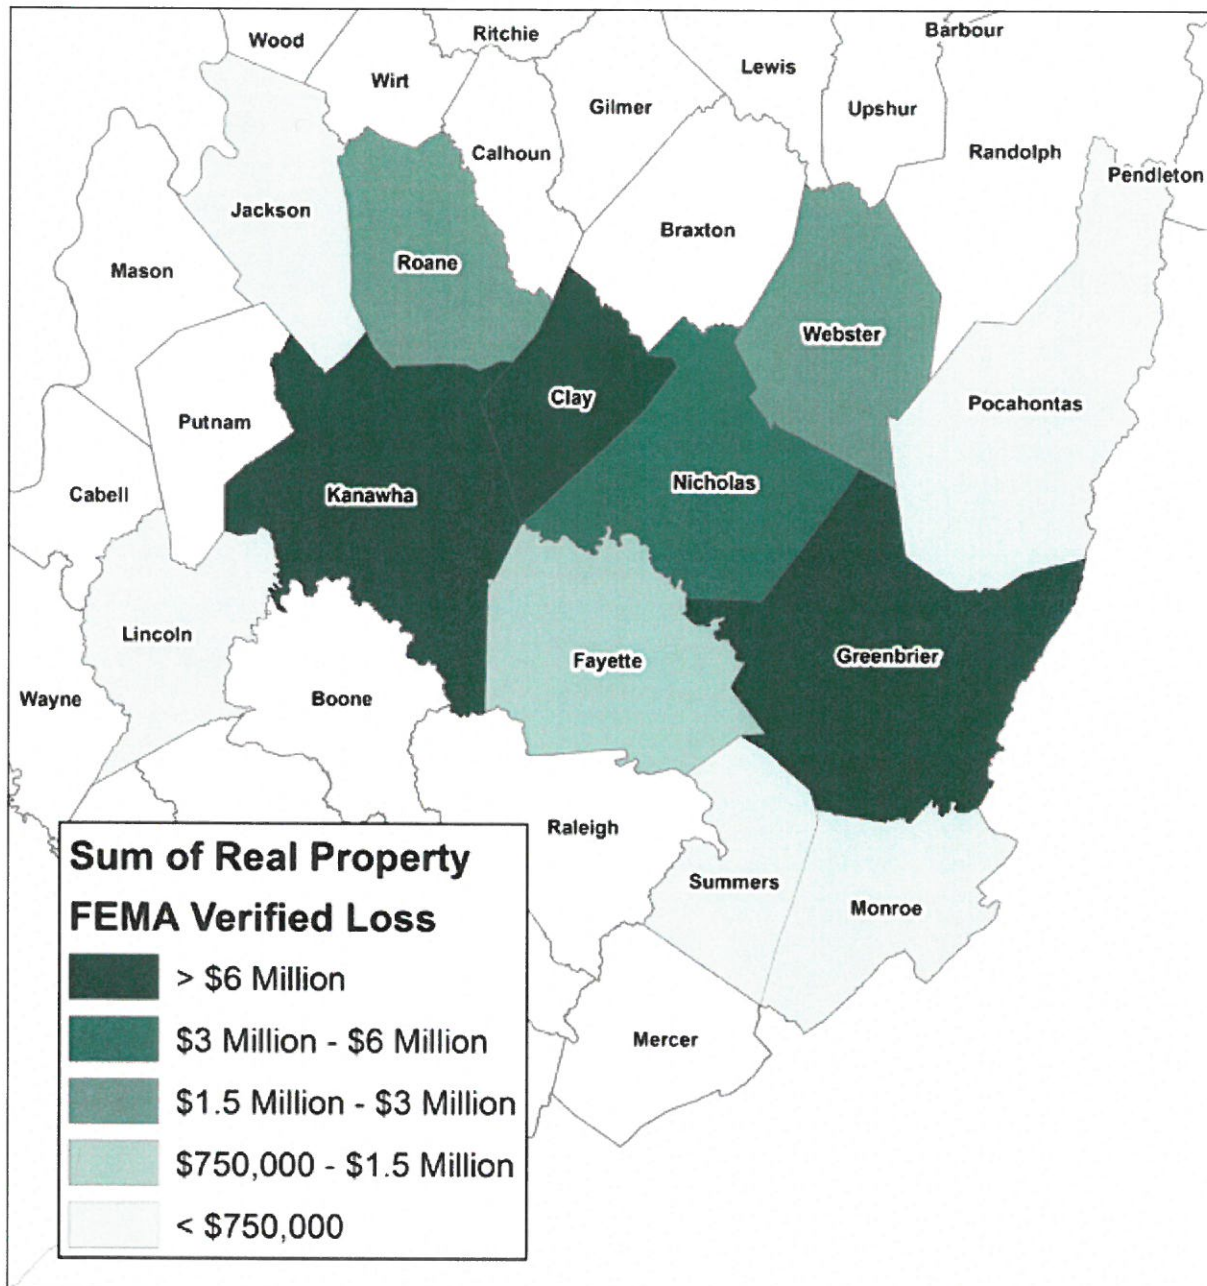 Wood
Ritchie
Barbour
Wirt
Lewis
Gilmer
Upshur
Calhoun
Randolph
Pendleton
Jackson
Braxton
Roane
Mason
Webster
Clay
Pocahontas
Putnam
Nicholas
Cabell
Kanawha
Lincoln
Greenbrier
Fayette
Wayne
Boone
Raleigh
Summers
Monroe
Mercer
Sum of Real Property
FEMA Verified Loss
> $6 Million
$3 Million - $6 Million
$1.5 Million - $3 Million
$750,000 - $1.5 Million
< $750,000